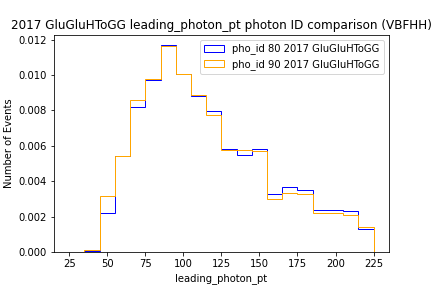 2017 GluGluHToGG leading_photon_pt photon ID comparison (VBFHH)
0.012
0.010
0.008
0.006
0.004
0.002
0.000
Number of Events
pho_id 80 2017 GluGluHToGG
pho_id 90 2017 GluGluHToGG
25 50 75 100 125 150 175 200 225
leading_photon_pt